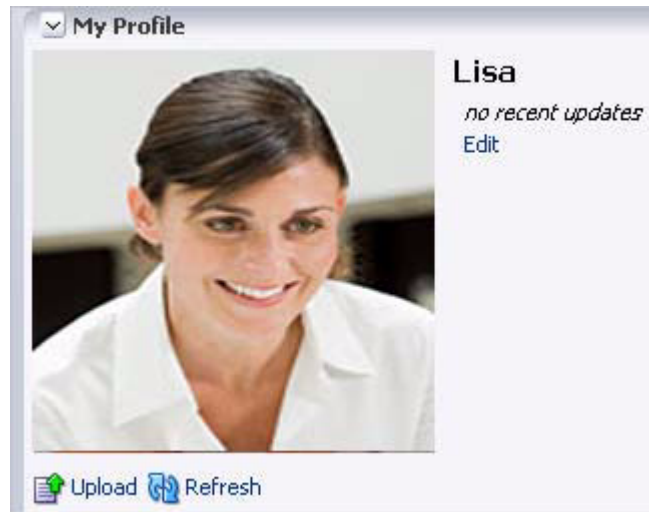 My Profile
Lisa
no recent updates
Edit
Upload Refresh